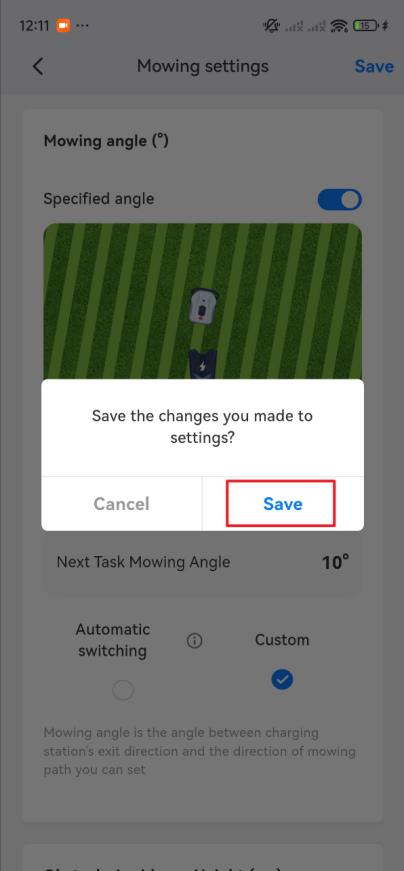 12:11
15
Mowing settings
Save
Mowing angle (°)
Specified angle
Save the changes you made to
settings?
Cancel
Save
Next Task Mowing Angle
10°
Automatic
switching
Custom
Mowing angle is the angle between charging
station's exit direction and the direction of mowing
path you can set